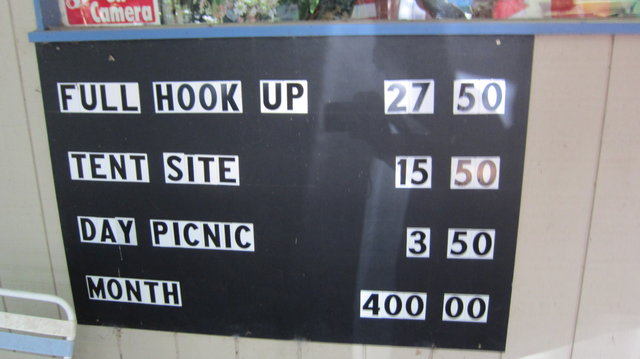 Camera
FULL HOOK UP 27 50
TENT SITE 15 50
DAY PICNIC 3 50
MONTH 400 00